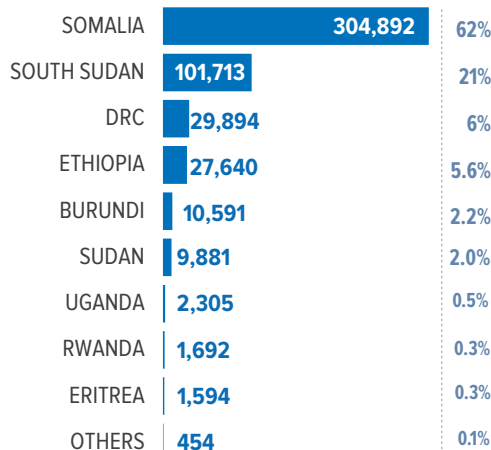 SOMALIA 304,892 62%
SOUTH SUDAN 101,713 21%
DRC 29,894 6%
ETHIOPIA 27,640 5.6%
BURUNDI 10,591 2.2%
SUDAN 9,881 2.0%
UGANDA 2,305 0.5%
RWANDA 1,692 0.3%
ERITREA 1,594 0.3%
OTHERS 454 0.1%